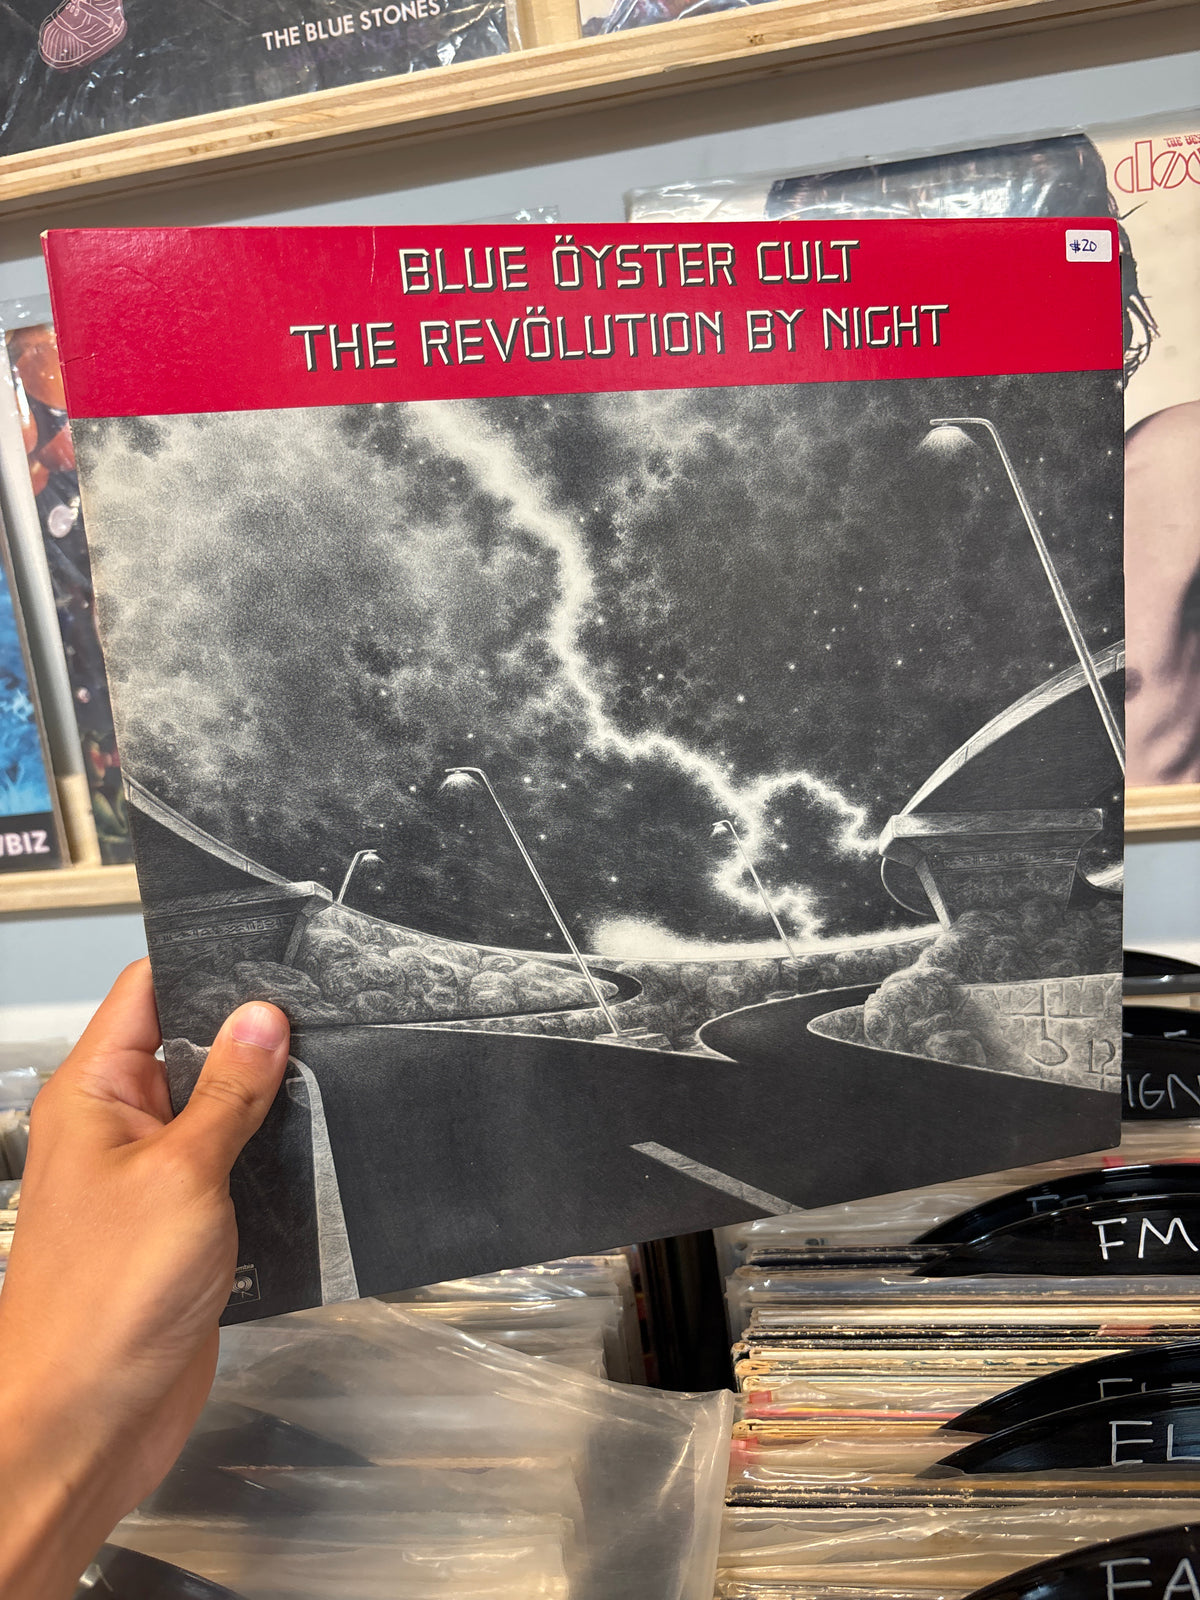 THE BLUE STONES
BLUE ÖYSTER CULT
THE REVÖLUTION BY NIGHT
$20
FM
EL